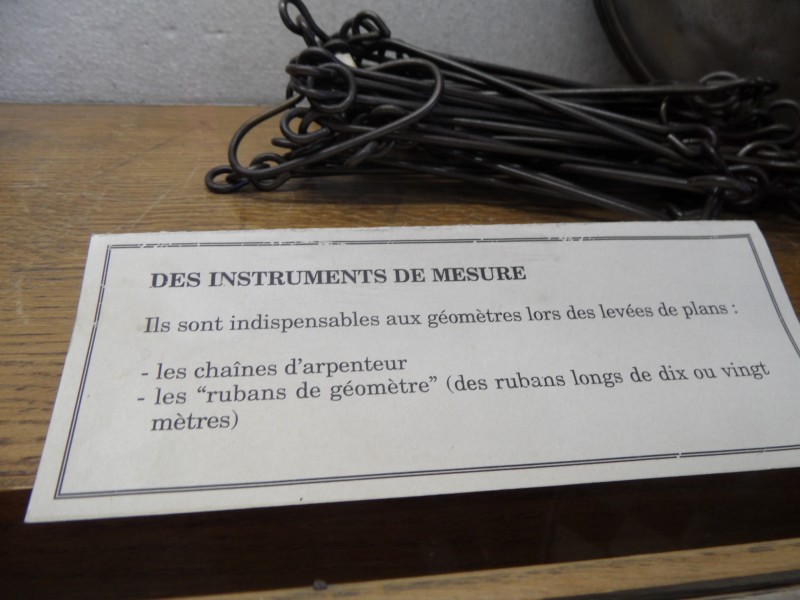 DES INSTRUMENTS DE MESURE
Ils sont indispensables aux géomètres lors des levées de plans :
- les chaînes d'arpenteur
- les “rubans de géomètre” (des rubans longs de dix ou vingt
mètres)